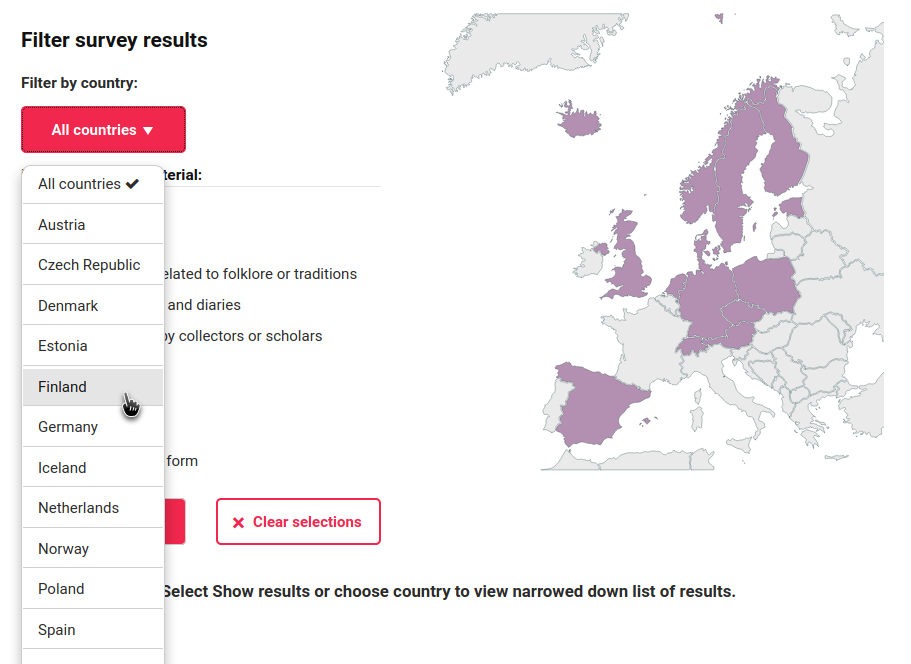 Filter survey results
Filter by country:
All countries ▼
All countries ✔
terial:
Austria
Czech Republic
elated to folklore or traditions
Denmark
and diaries
Estonia
by collectors or scholars
Finland
Germany
Iceland
form
Netherlands
✖ Clear selections
Norway
Poland
Select Show results or choose country to view narrowed down list of results.
Spain